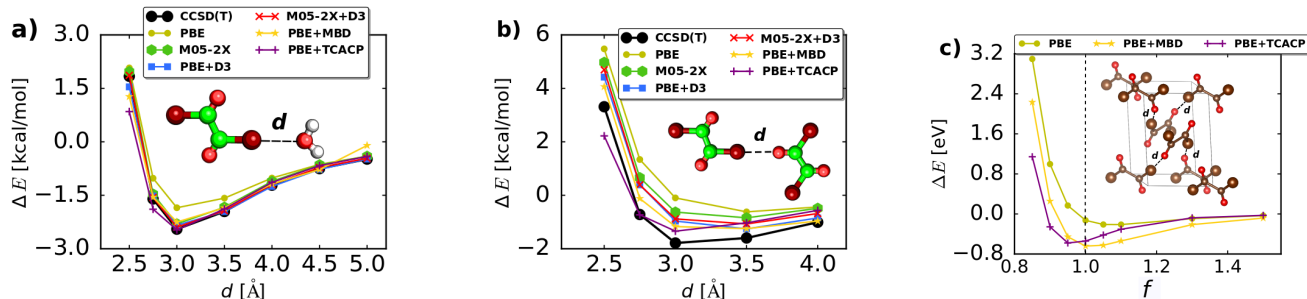 a)
3.0
1.5
0.0
−1.5
−3.0
Δ E [kcal/mol]
CCSD(T)
PBE
M05-2X
PBE+D3
M05-2X+D3
PBE+MBD
PBE+TCACP
d
2.5 3.0 3.5 4.0 4.5 5.0
d [Å]
b)
6
4
2
0
−2
Δ E [kcal/mol]
CCSD(T)
PBE
M05-2X
PBE+D3
M05-2X+D3
PBE+MBD
PBE+TCACP
d
2.5 3.0 3.5 4.0
d [Å]
c)
PBE PBE+MBD PBE+TCACP
3.2
2.4
1.6
0.8
0.0
−0.8
ΔE [eV]
d
d
d
d
0.8 1.0 1.2 1.4
f